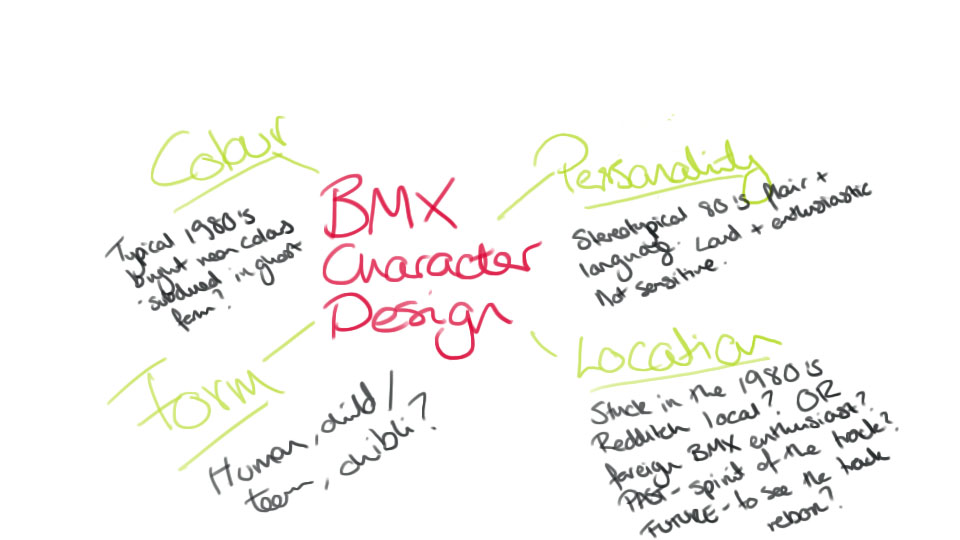 Colour
Typical 1980's
bright neon colours
- subdued in ghost
form?
BMX
Character
Design
Personality
Stereotypical 80's flair +
language. Loud + enthusiastic
Not sensitive.
Form
Human, child/
teen, chibli?
Location
Stuck in the 1980's
Redditch local? OR
foreign BMX enthusiast?
PAST - spirit of the track?
FUTURE - to see the track
reborn?